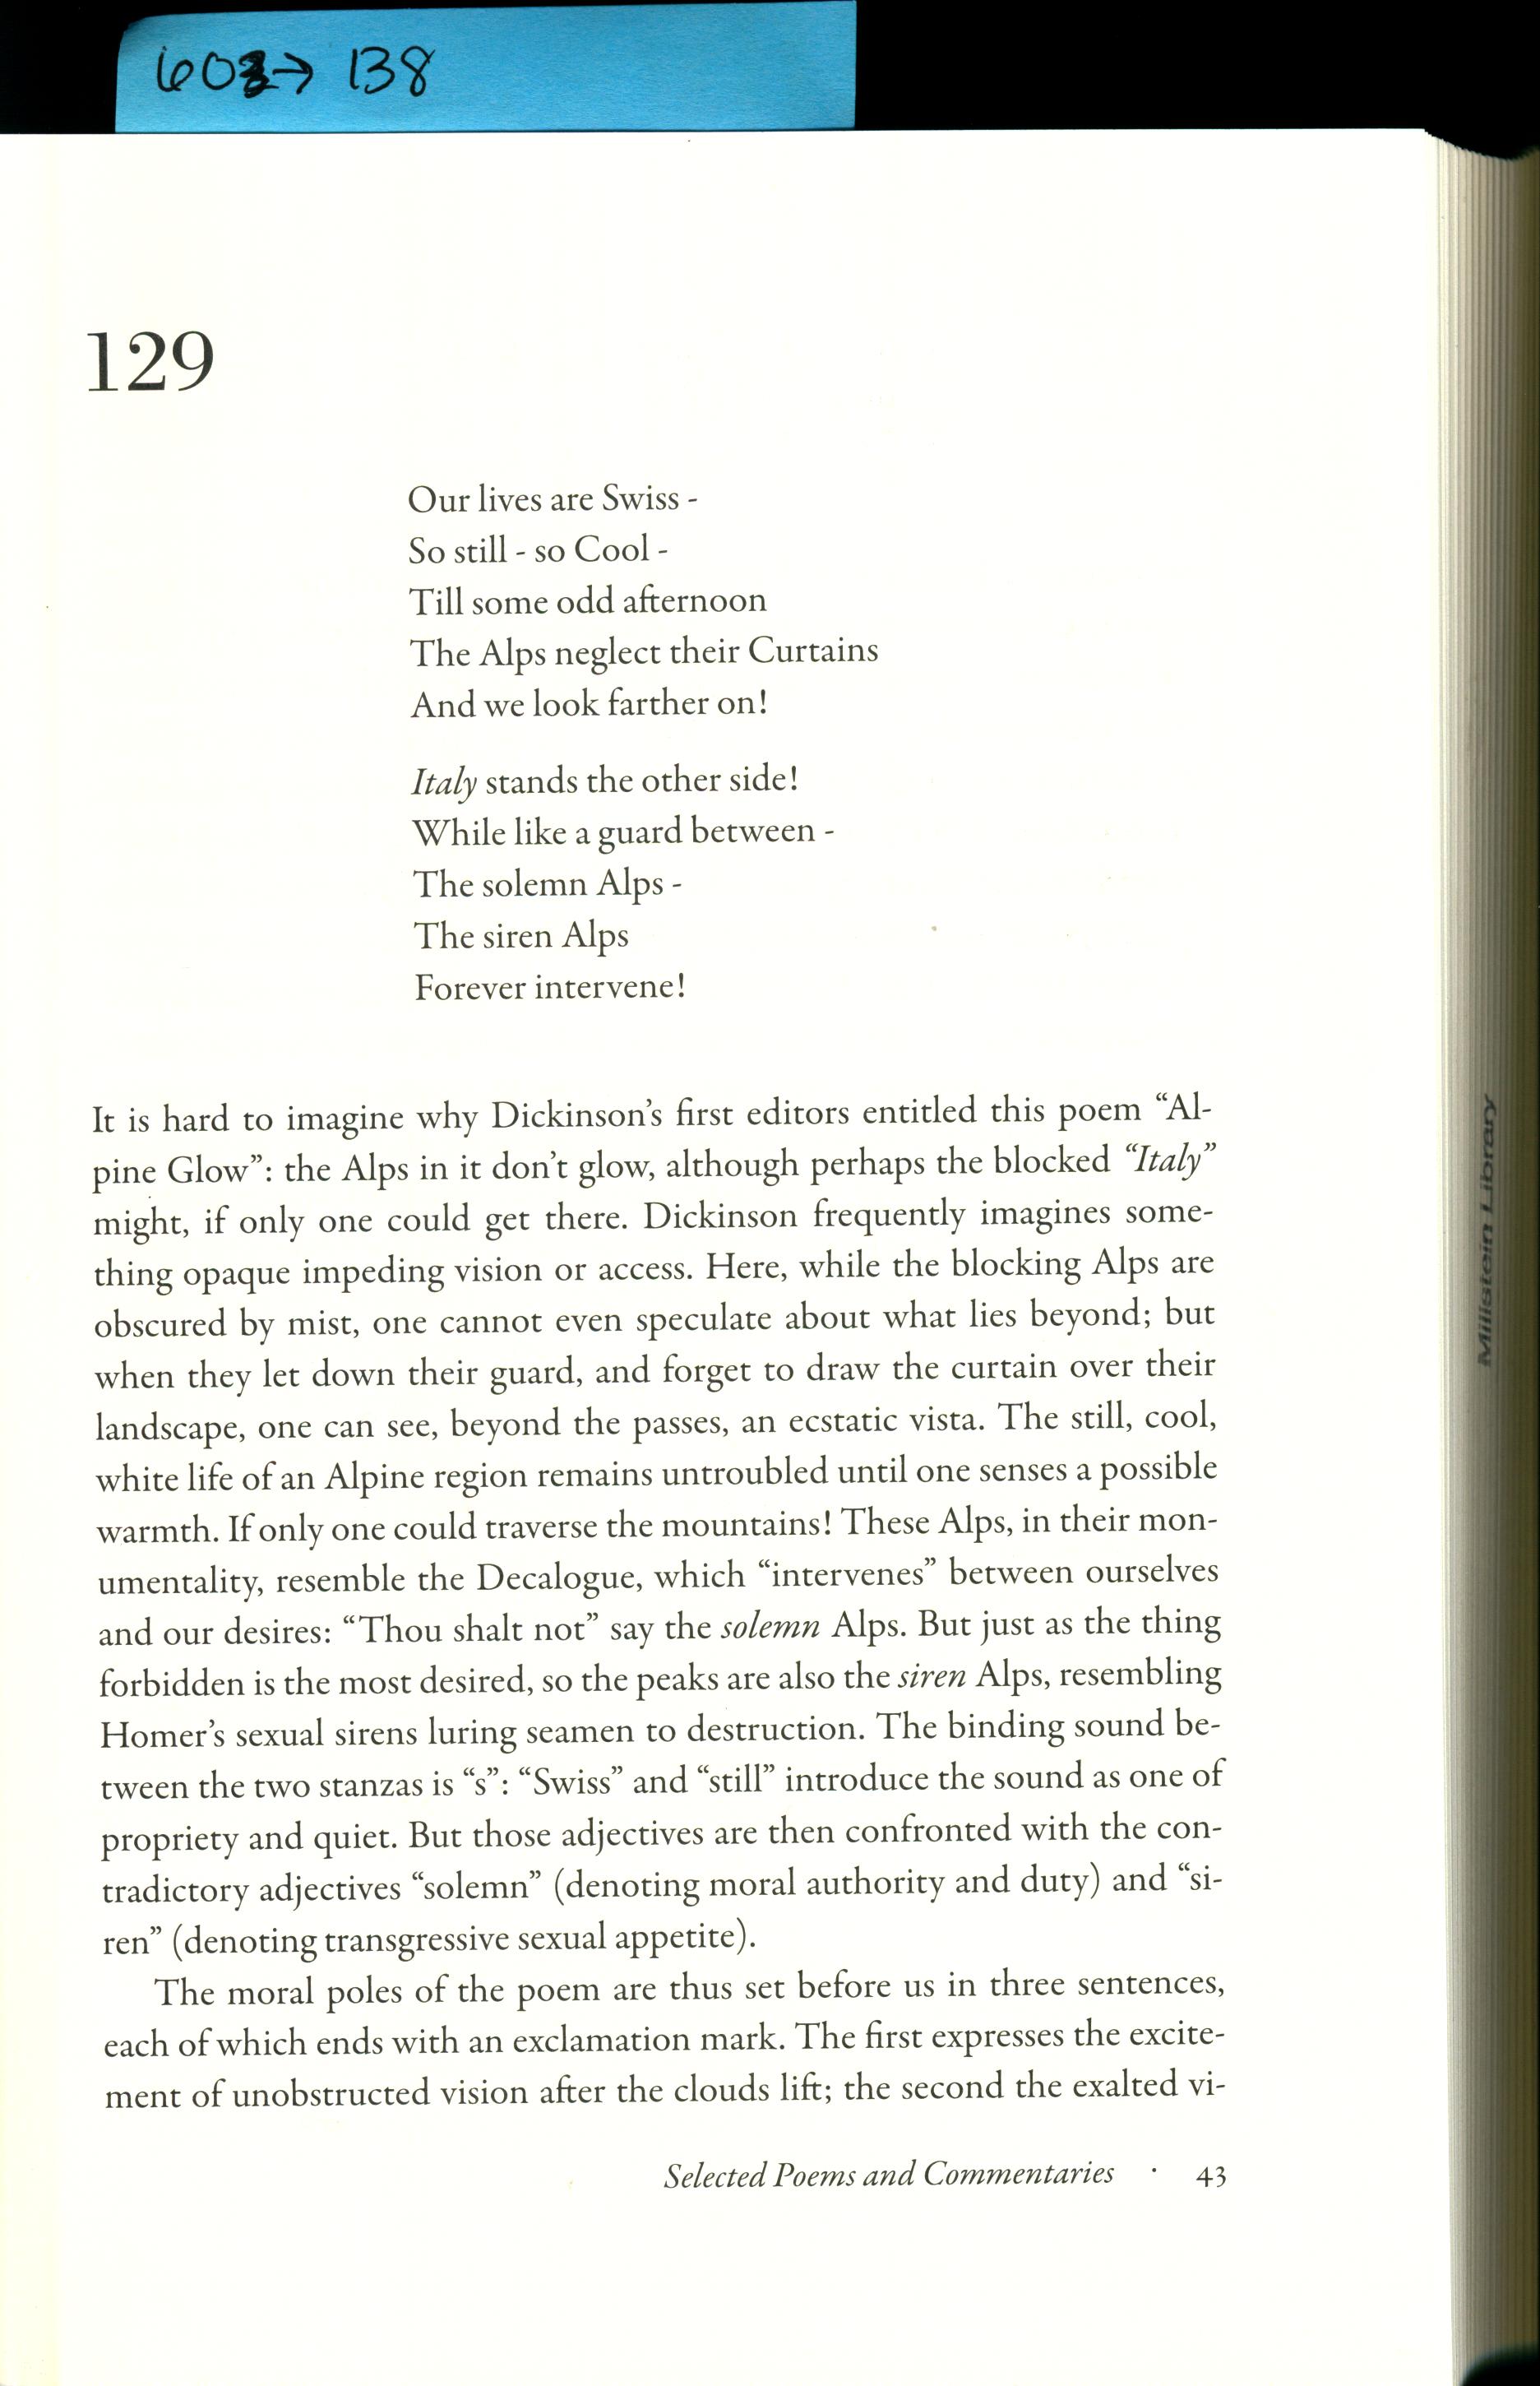 603→ 138
129
Our lives are Swiss -
So still - so Cool -
Till some odd afternoon
The Alps neglect their Curtains
And we look farther on!
Italy stands the other side!
While like a guard between -
The solemn Alps -
The siren Alps
Forever intervene!
It is hard to imagine why Dickinson’s first editors entitled this poem “Al-
pine Glow”: the Alps in it don’t glow, although perhaps the blocked “Italy”
might, if only one could get there. Dickinson frequently imagines some-
thing opaque impeding vision or access. Here, while the blocking Alps are
obscured by mist, one cannot even speculate about what lies beyond; but
when they let down their guard, and forget to draw the curtain over their
landscape, one can see, beyond the passes, an ecstatic vista. The still, cool,
white life of an Alpine region remains untroubled until one senses a possible
warmth. If only one could traverse the mountains! These Alps, in their mon-
umentality, resemble the Decalogue, which “intervenes” between ourselves
and our desires: “Thou shalt not” say the solemn Alps. But just as the thing
forbidden is the most desired, so the peaks are also the siren Alps, resembling
Homer’s sexual sirens luring seamen to destruction. The binding sound be-
tween the two stanzas is “s”: “Swiss” and “still” introduce the sound as one of
propriety and quiet. But those adjectives are then confronted with the con-
tradictory adjectives “solemn” (denoting moral authority and duty) and “si-
ren” (denoting transgressive sexual appetite).
The moral poles of the poem are thus set before us in three sentences,
each of which ends with an exclamation mark. The first expresses the excite-
ment of unobstructed vision after the clouds lift; the second the exalted vi-
Selected Poems and Commentaries · 43
Millstein Library